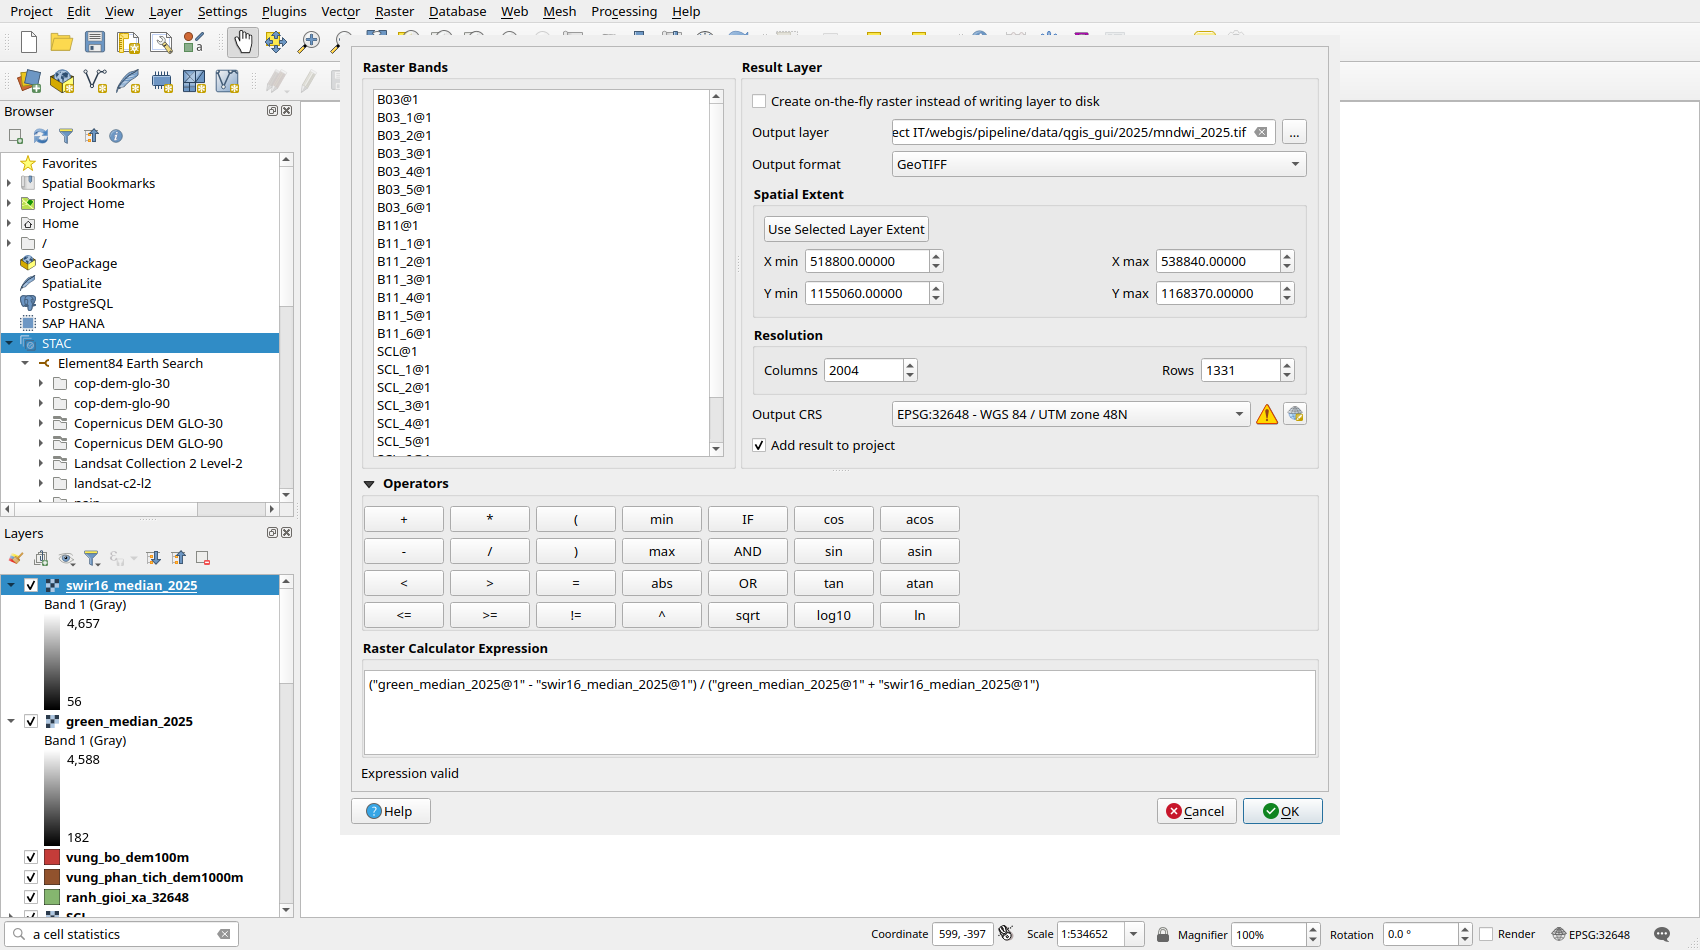 Project Edit View Layer Settings Plugins Vector Raster Database Web Mesh Processing Help
Browser
Favorites
Spatial Bookmarks
Project Home
Home
/
GeoPackage
SpatiaLite
PostgreSQL
SAP HANA
STAC
Element84 Earth Search
cop-dem-glo-30
cop-dem-glo-90
Copernicus DEM GLO-30
Copernicus DEM GLO-90
Landsat Collection 2 Level-2
landsat-c2-l2
Layers
swir16_median_2025
Band 1 (Gray)
4,657
56
green_median_2025
Band 1 (Gray)
4,588
182
vung_bo_dem100m
vung_phan_tich_dem1000m
ranh_gioi_xa_32648
SCL
Raster Bands
B03@1
B03_1@1
B03_2@1
B03_3@1
B03_4@1
B03_5@1
B03_6@1
B11@1
B11_1@1
B11_2@1
B11_3@1
B11_4@1
B11_5@1
B11_6@1
SCL@1
SCL_1@1
SCL_2@1
SCL_3@1
SCL_4@1
SCL_5@1
Result Layer
Create on-the-fly raster instead of writing layer to disk
Output layer ect IT/webgis/pipeline/data/qgis_gui/2025/mndwi_2025.tif ...
Output format GeoTIFF
Spatial Extent
Use Selected Layer Extent
X min 518800.00000 X max 538840.00000
Y min 1155060.00000 Y max 1168370.00000
Resolution
Columns 2004 Rows 1331
Output CRS EPSG:32648 - WGS 84 / UTM zone 48N
Add result to project
Operators
+ * ( min IF cos acos
- / ) max AND sin asin
< > = abs OR tan atan
<= >= != ^ sqrt log10 ln
Raster Calculator Expression
("green_median_2025@1" - "swir16_median_2025@1") / ("green_median_2025@1" + "swir16_median_2025@1")
Expression valid
Help Cancel OK
a cell statistics Coordinate 599, -397 Scale 1:534652 Magnifier 100% Rotation 0.0 ° Render EPSG:32648